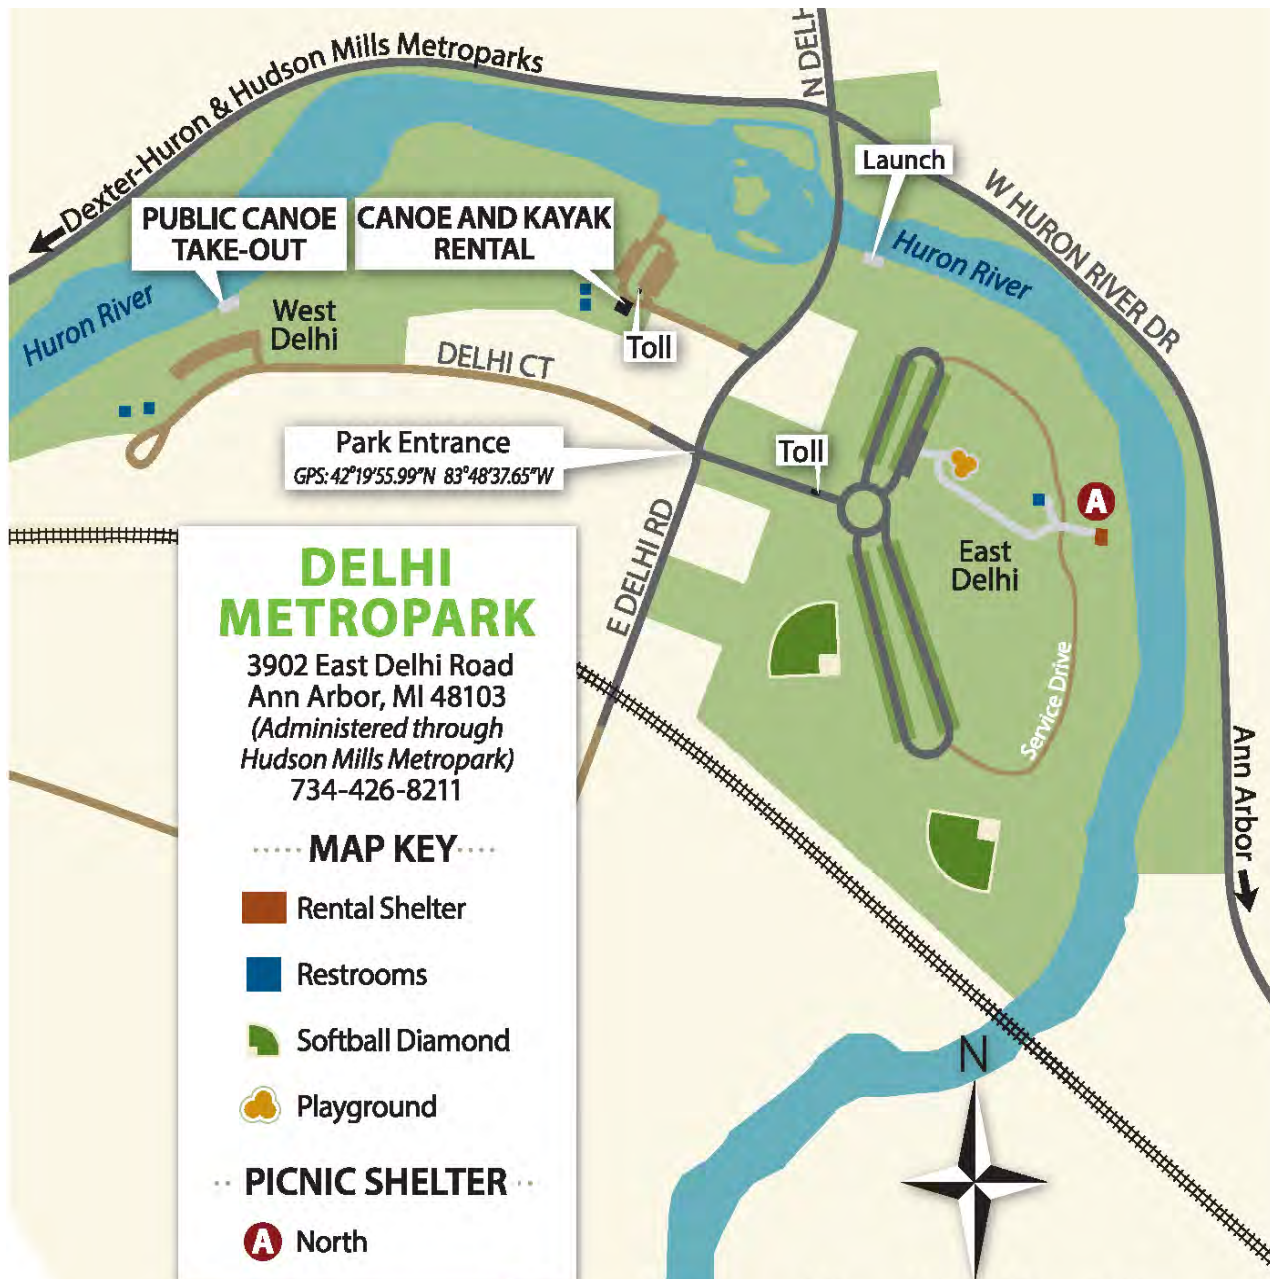 Dexter-Huron & Hudson Mills Metroparks
N DELH
Launch
W HURON RIVER DR
PUBLIC CANOE
TAKE-OUT
CANOE AND KAYAK
RENTAL
Huron River
Huron River
West
Delhi
Toll
DELHI CT
Park Entrance
GPS: 42°19'55.99"N 83°48'37.65"W
Toll
A
East
Delhi
E DELHI RD
Service Drive
Ann Arbor
DELHI
METROPARK
3902 East Delhi Road
Ann Arbor, MI 48103
(Administered through
Hudson Mills Metropark)
734-426-8211
MAP KEY
Rental Shelter
Restrooms
Softball Diamond
Playground
PICNIC SHELTER
A North
N